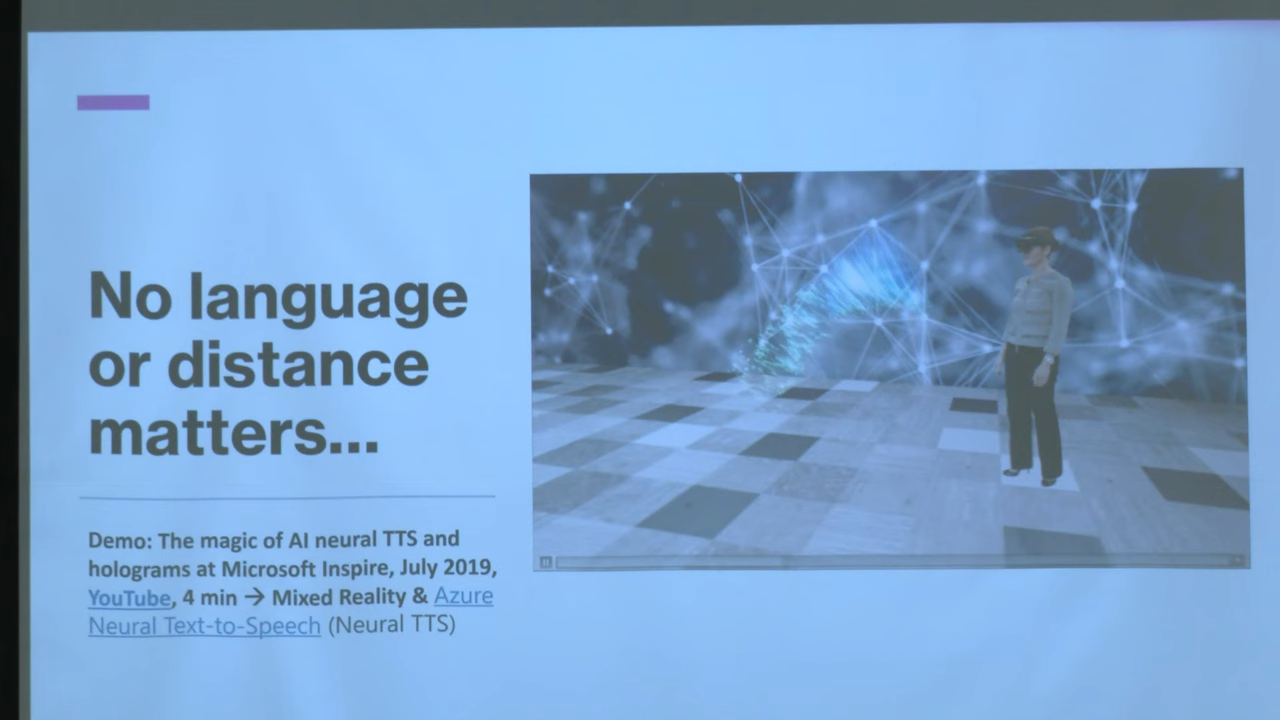 No language
or distance
matters...
Demo: The magic of AI neural TTS and
holograms at Microsoft Inspire, July 2019,
YouTube, 4 min → Mixed Reality & Azure
Neural Text-to-Speech (Neural TTS)